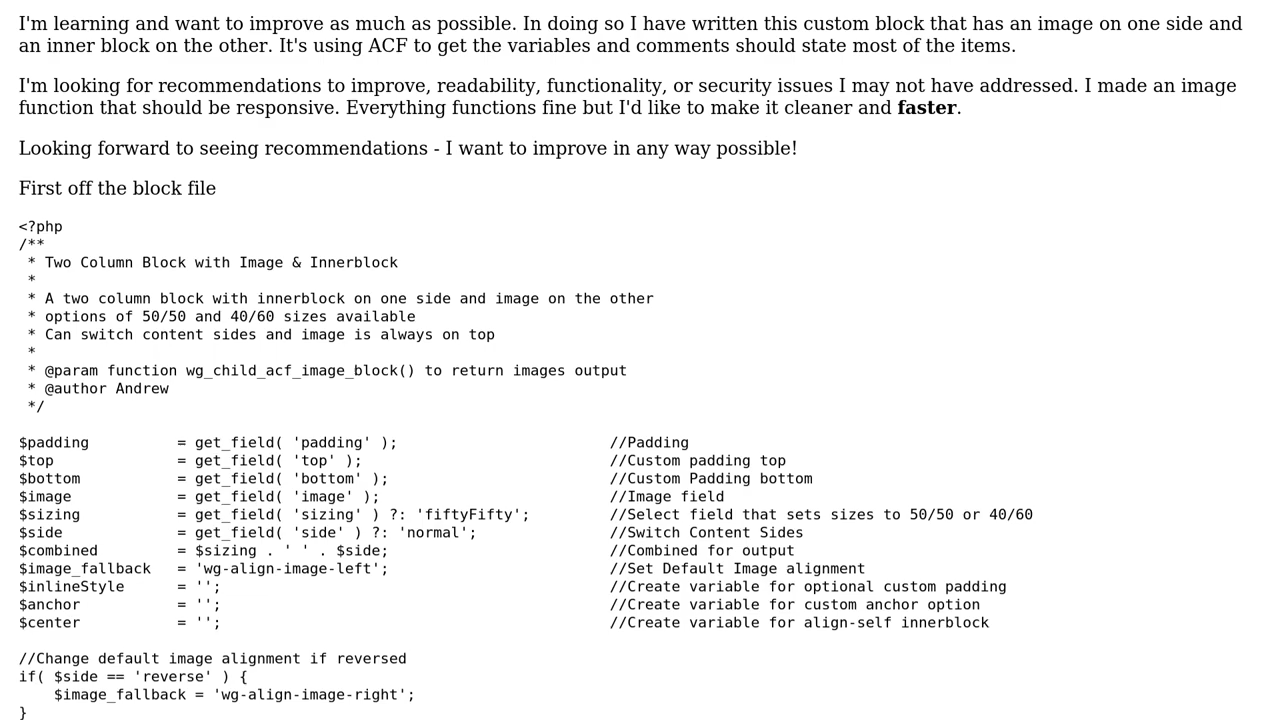 I'm learning and want to improve as much as possible. In doing so I have written this custom block that has an image on one side and
an inner block on the other. It's using ACF to get the variables and comments should state most of the items.
I'm looking for recommendations to improve, readability, functionality, or security issues I may not have addressed. I made an image
function that should be responsive. Everything functions fine but I'd like to make it cleaner and faster.
Looking forward to seeing recommendations - I want to improve in any way possible!
First off the block file
<?php
/**
 * Two Column Block with Image & Innerblock
 *
 * A two column block with innerblock on one side and image on the other
 * options of 50/50 and 40/60 sizes available
 * Can switch content sides and image is always on top
 *
 * @param function wg_child_acf_image_block() to return images output
 * @author Andrew
 */
$padding          = get_field( 'padding' );                        //Padding
$top              = get_field( 'top' );                            //Custom padding top
$bottom           = get_field( 'bottom' );                         //Custom Padding bottom
$image            = get_field( 'image' );                          //Image field
$sizing           = get_field( 'sizing' ) ?: 'fiftyFifty';         //Select field that sets sizes to 50/50 or 40/60
$side             = get_field( 'side' ) ?: 'normal';               //Switch Content Sides
$combined         = $sizing . ' ' . $side;                         //Combined for output
$image_fallback   = 'wg-align-image-left';                         //Set Default Image alignment
$inlineStyle      = '';                                            //Create variable for optional custom padding
$anchor           = '';                                            //Create variable for custom anchor option
$center           = '';                                            //Create variable for align-self innerblock
//Change default image alignment if reversed
if( $side == 'reverse' ) {
    $image_fallback = 'wg-align-image-right';
}